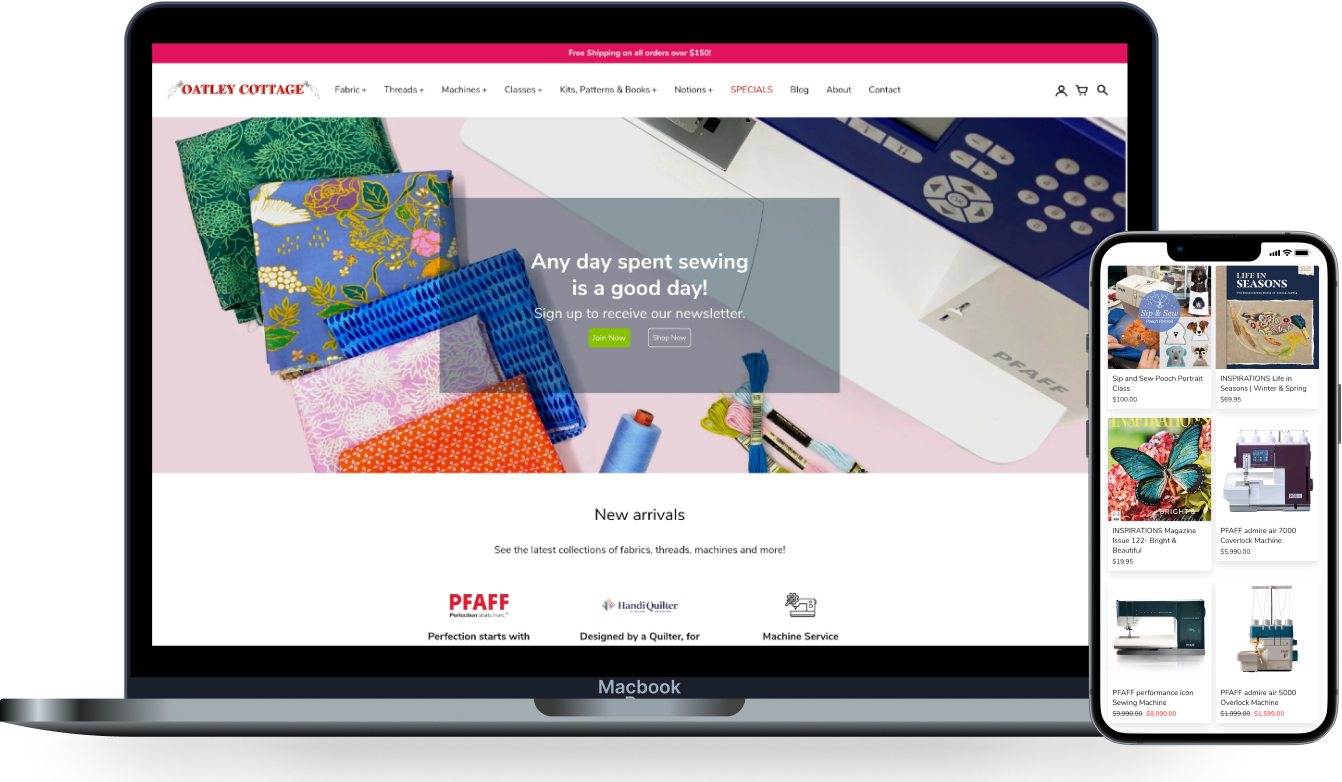 Free Shipping on all orders over $150!
OATLEY COTTAGE
Fabric +
Threads +
Machines +
Classes +
Kits, Patterns & Books +
Notions +
SPECIALS
Blog
About
Contact
OK
PFAFF
Any day spent sewing
is a good day!
Sign up to receive our newsletter.
Join Now
Shop Now
New arrivals
See the latest collections of fabrics, threads, machines and more!
PFAFF
Perfection starts here.™
HandiQuilter
Perfection starts with
Designed by a Quilter, for
Machine Service
Macbook
Sip & Sew
Pooch Portrait
LIFE IN
SEASONS
Sip and Sew Pooch Portrait
Class
$100.00
INSPIRATIONS Life in
Seasons | Winter & Spring
$69.95
INSPIRATIO
BRIGHT &
INSPIRATIONS Magazine
Issue 122- Bright &
Beautiful
$19.95
PFAFF admire air 7000
Coverlock Machine
$5,990.00
PFAFF performance icon
Sewing Machine
$9,990.00 $8,990.00
PFAFF admire air 5000
Overlock Machine
$1,899.00 $1,599.00